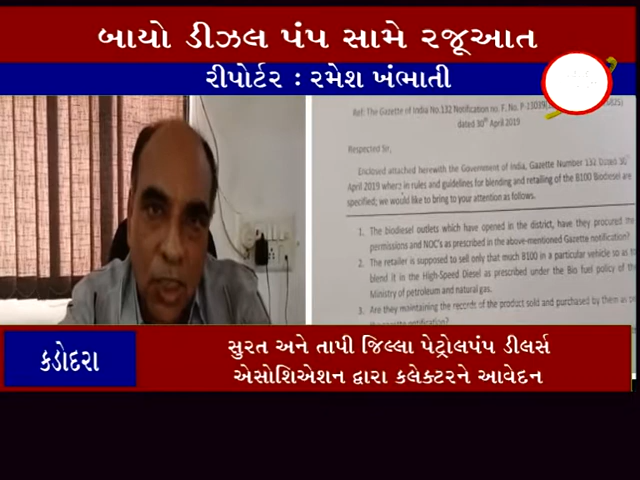 બાયો ડીઝલ પંપ સામે રજૂઆત
રીપોર્ટર : રમેશ ખંભાતી
Ref: The Gazette of India No.132 Notification no. F. No. P-13039
dated 30th April 2019
Respected Sir,
Enclosed attached herewith the Government of India, Gazette Number 132 issued 30
April 2019 where in rules and guidelines for blending and retailing of the B100 Biodiesel are
specified; we would like to bring to your attention as follows.
1. The biodiesel outlets which have opened in the district, have they procured the
permissions and NOC's as prescribed in the above-mentioned Gazette notification?
2. The retailer is supposed to sell only that much B100 in a particular vehicle so as to
blend it in the High-Speed Diesel as prescribed under the Bio fuel policy of the
Ministry of petroleum and natural gas.
3. Are they maintaining the records of the product sold and purchased by them as
notification?
કડોદરા
સુરત અને તાપી જિલ્લા પેટ્રોલપંપ ડીલર્સ
એસોશિએશન દ્વારા કલેક્ટરને આવેદન